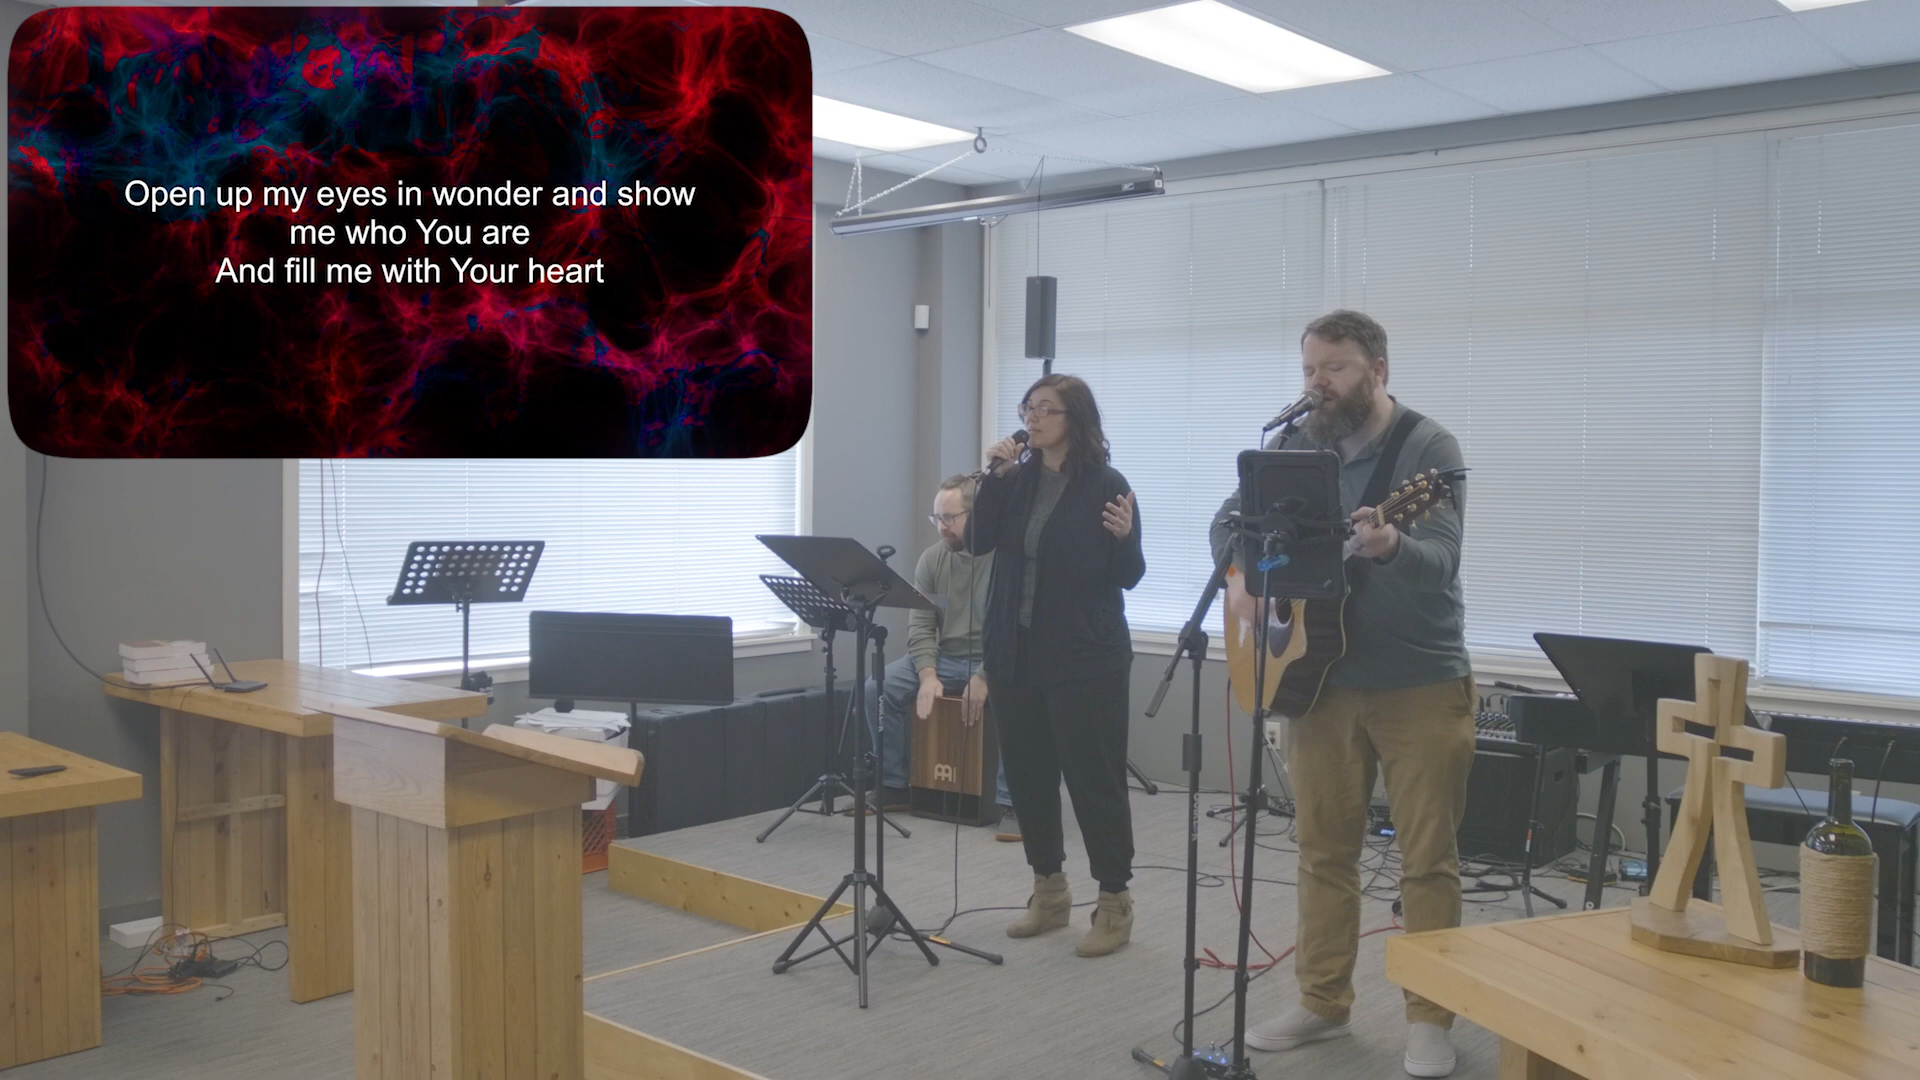 Open up my eyes in wonder and show
me who You are
And fill me with Your heart